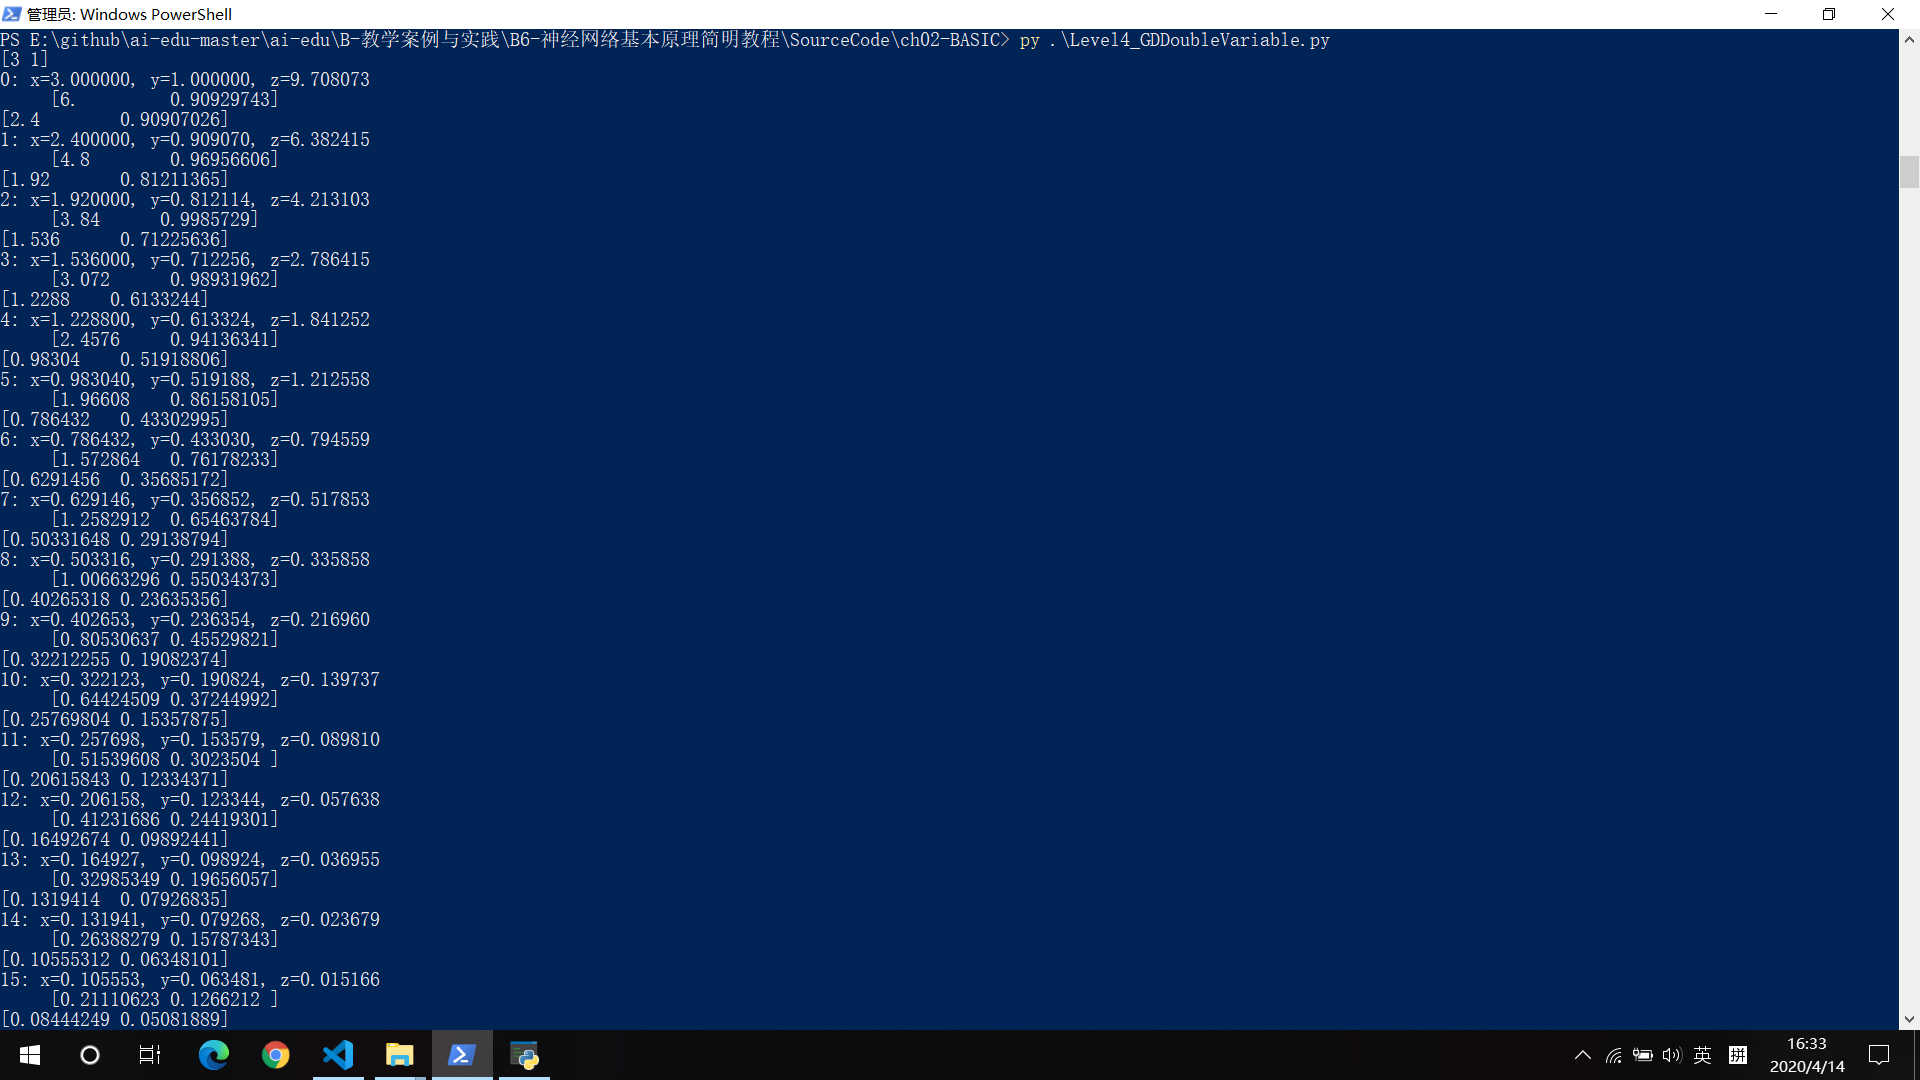 管理员: Windows PowerShell
PS E:\github\ai-edu-master\ai-edu\B-教学案例与实践\B6-神经网络基本原理简明教程\SourceCode\ch02-BASIC> py .\Level4_GDDoubleVariable.py
[3 1]
0: x=3.000000, y=1.000000, z=9.708073
[6. 0.90929743]
[2.4 0.90907026]
1: x=2.400000, y=0.909070, z=6.382415
[4.8 0.96956606]
[1.92 0.81211365]
2: x=1.920000, y=0.812114, z=4.213103
[3.84 0.9985729]
[1.536 0.71225636]
3: x=1.536000, y=0.712256, z=2.786415
[3.072 0.98931962]
[1.2288 0.6133244]
4: x=1.228800, y=0.613324, z=1.841252
[2.4576 0.94136341]
[0.98304 0.51918806]
5: x=0.983040, y=0.519188, z=1.212558
[1.96608 0.86158105]
[0.786432 0.43302995]
6: x=0.786432, y=0.433030, z=0.794559
[1.572864 0.76178233]
[0.6291456 0.35685172]
7: x=0.629146, y=0.356852, z=0.517853
[1.2582912 0.65463784]
[0.50331648 0.29138794]
8: x=0.503316, y=0.291388, z=0.335858
[1.00663296 0.55034373]
[0.40265318 0.23635356]
9: x=0.402653, y=0.236354, z=0.216960
[0.80530637 0.45529821]
[0.32212255 0.19082374]
10: x=0.322123, y=0.190824, z=0.139737
[0.64424509 0.37244992]
[0.25769804 0.15357875]
11: x=0.257698, y=0.153579, z=0.089810
[0.51539608 0.3023504 ]
[0.20615843 0.12334371]
12: x=0.206158, y=0.123344, z=0.057638
[0.41231686 0.24419301]
[0.16492674 0.09892441]
13: x=0.164927, y=0.098924, z=0.036955
[0.32985349 0.19656057]
[0.1319414 0.07926835]
14: x=0.131941, y=0.079268, z=0.023679
[0.26388279 0.15787343]
[0.10555312 0.06348101]
15: x=0.105553, y=0.063481, z=0.015166
[0.21110623 0.1266212 ]
[0.08444249 0.05081889]
英 拼
16:33
2020/4/14